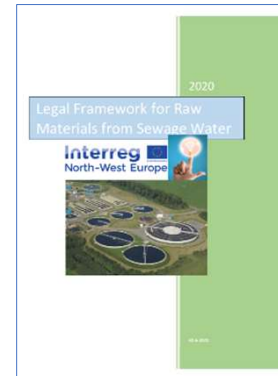 2020
Legal Framework for Raw
Materials from Sewage Water
Interreg
North-West Europe